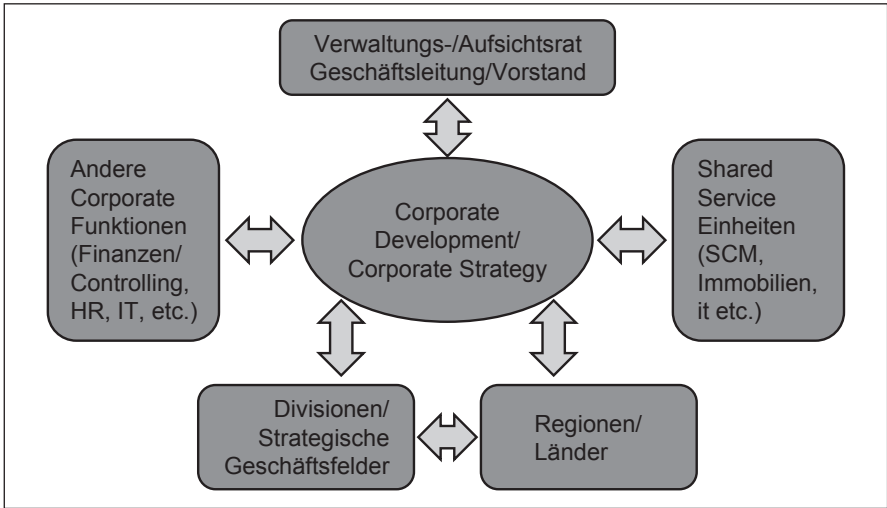 Verwaltungs-/Aufsichtsrat
Geschäftsleitung/Vorstand
Andere
Corporate
Funktionen
(Finanzen/
Controlling,
HR, IT, etc.)
Corporate
Development/
Corporate Strategy
Shared
Service
Einheiten
(SCM,
Immobilien,
it etc.)
Divisionen/
Strategische
Geschäftsfelder
Regionen/
Länder